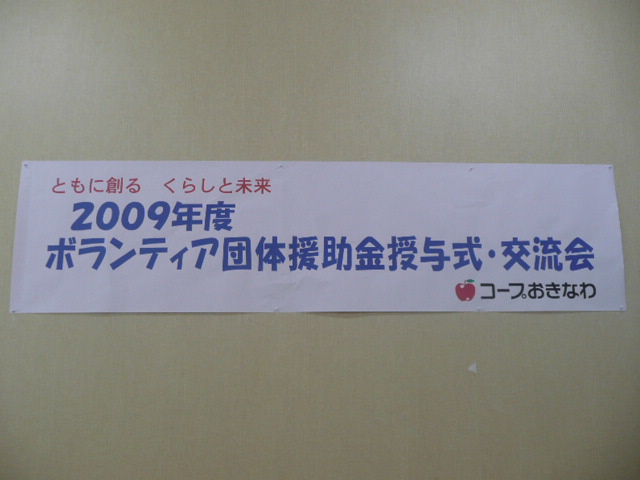 ともに創る　くらしと未来
2009年度
ボランティア団体援助金授与式・交流会
コープおきなわ